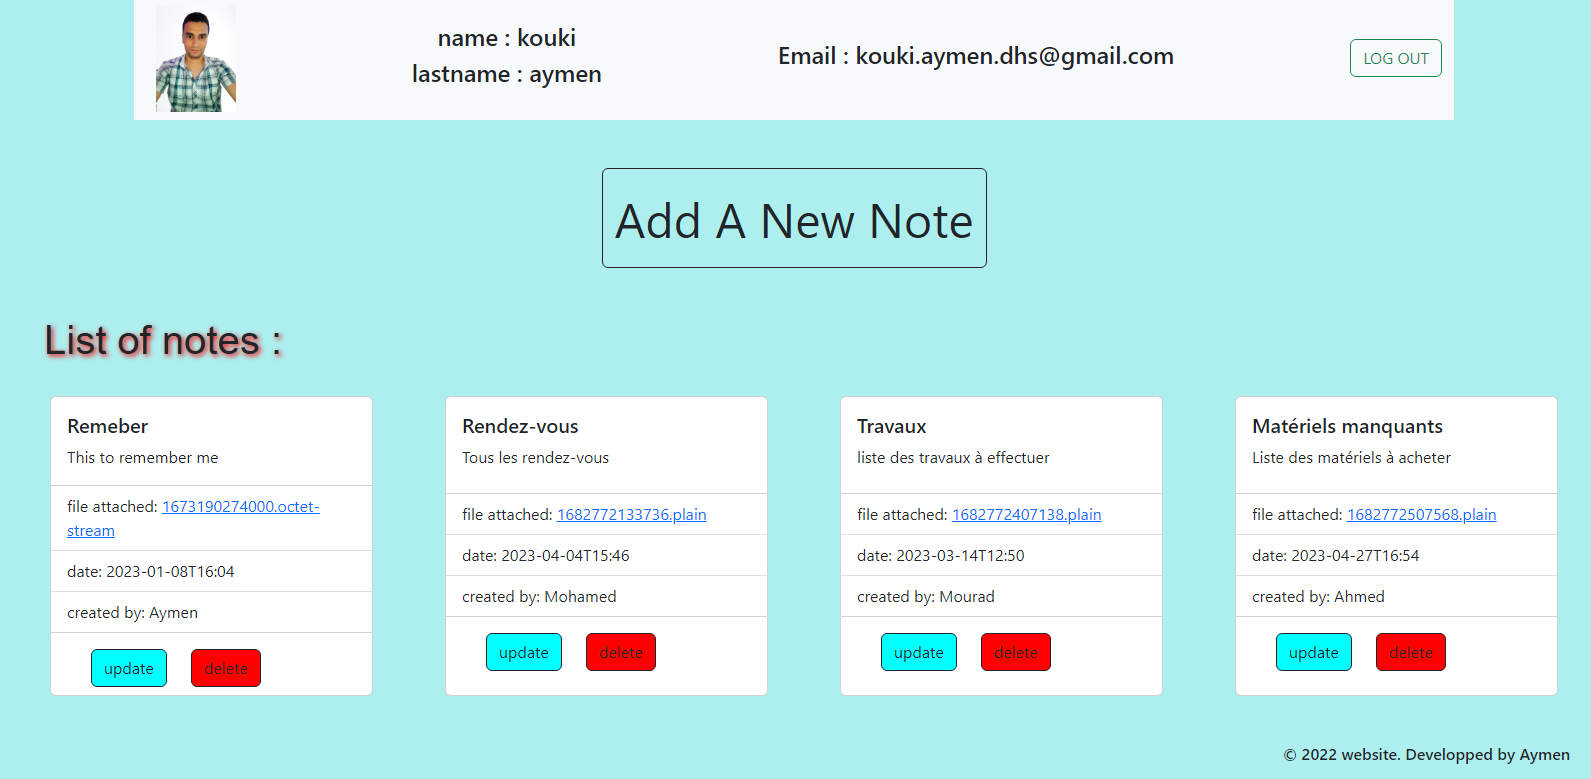 name : kouki
lastname : aymen
Email : kouki.aymen.dhs@gmail.com
LOG OUT
Add A New Note
List of notes :
Remeber
This to remember me
file attached: 1673190274000.octet-
stream
date: 2023-01-08T16:04
created by: Aymen
update delete
Rendez-vous
Tous les rendez-vous
file attached: 1682772133736.plain
date: 2023-04-04T15:46
created by: Mohamed
update delete
Travaux
liste des travaux à effectuer
file attached: 1682772407138.plain
date: 2023-03-14T12:50
created by: Mourad
update delete
Matériels manquants
Liste des matériels à acheter
file attached: 1682772507568.plain
date: 2023-04-27T16:54
created by: Ahmed
update delete
© 2022 website. Developped by Aymen